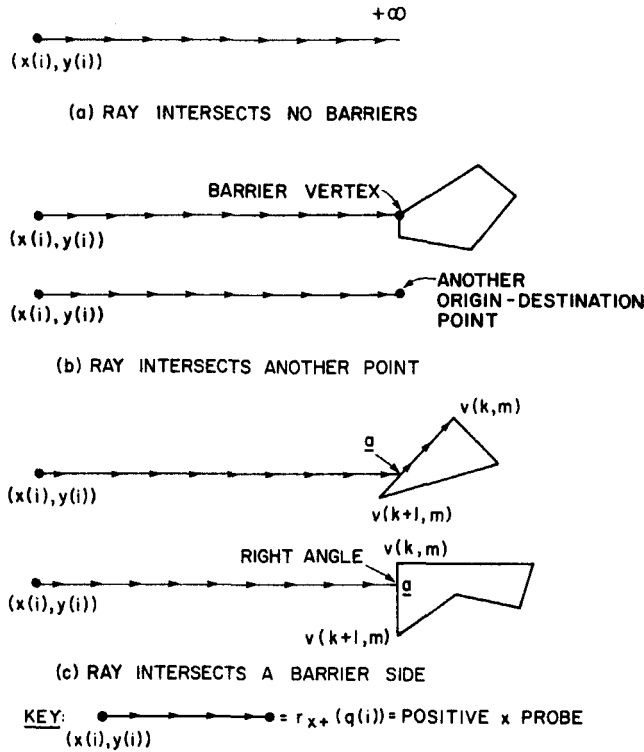 +∞
(x(i),y(i))
(a) RAY INTERSECTS NO BARRIERS
BARRIER VERTEX
(x(i),y(i))
ANOTHER
ORIGIN-DESTINATION
POINT
(x(i),y(i))
(b) RAY INTERSECTS ANOTHER POINT
v(k,m)
a
(x(i),y(i))
v(k+1,m)
v(k,m)
RIGHT ANGLE
a
(x(i),y(i))
v(k+1,m)
(c) RAY INTERSECTS A BARRIER SIDE
KEY: = r x+ (q(i)) = POSITIVE x PROBE
(x(i),y(i))